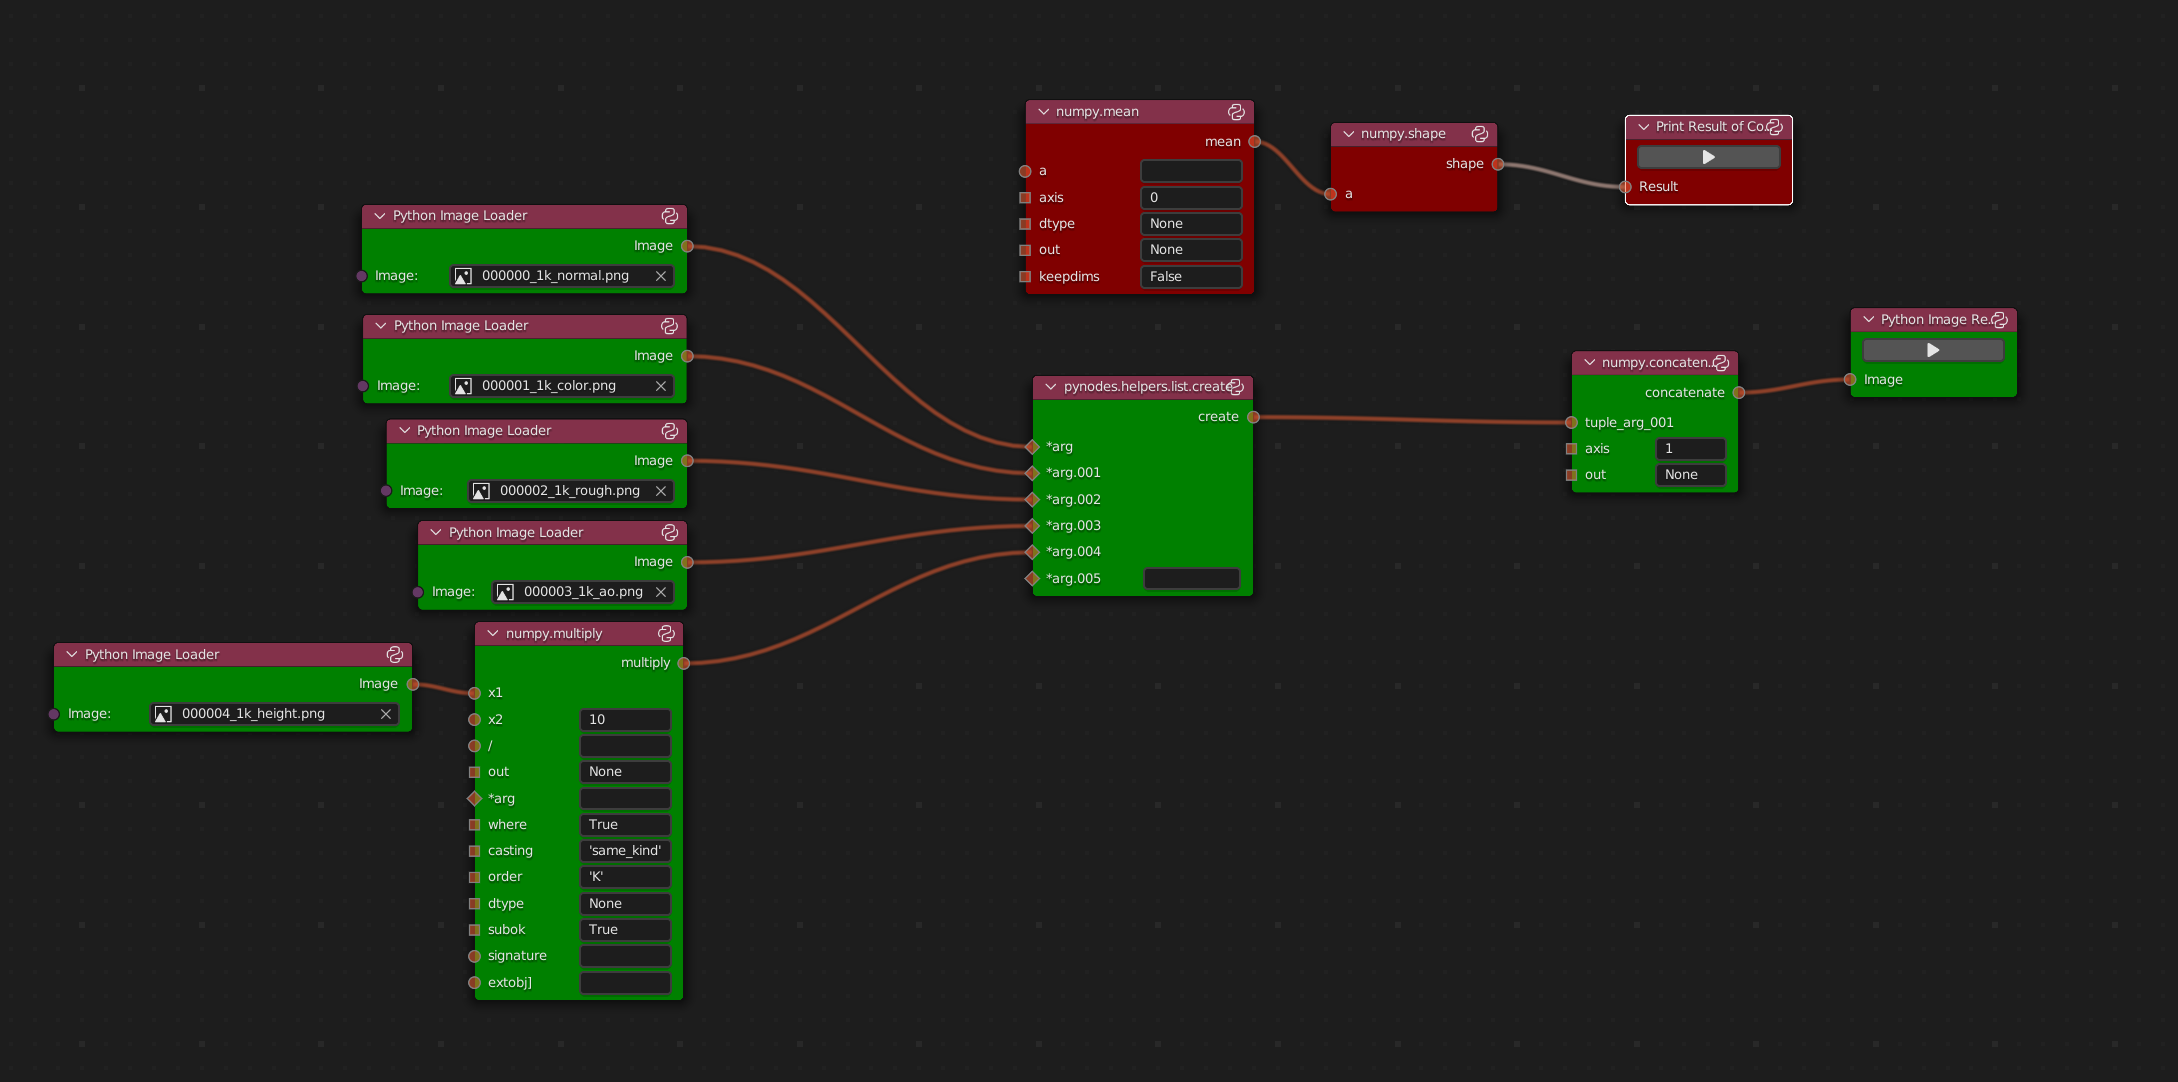 numpy.mean
mean
a
axis 0
dtype None
out None
keepdims False
numpy.shape
shape
a
Print Result of Co..
Result
Python Image Loader
Image
Image: 000000_1k_normal.png
Python Image Loader
Image
Image: 000001_1k_color.png
Python Image Loader
Image
Image: 000002_1k_rough.png
Python Image Loader
Image
Image: 000003_1k_ao.png
Python Image Loader
Image
Image: 000004_1k_height.png
numpy.multiply
multiply
x1
x2 10
/
out None
*arg
where True
casting 'same_kind'
order 'K'
dtype None
subok True
signature
extobj]
pynodes.helpers.list.create
create
*arg
*arg.001
*arg.002
*arg.003
*arg.004
*arg.005
numpy.concaten..
concatenate
tuple_arg_001
axis 1
out None
Python Image Re..
Image